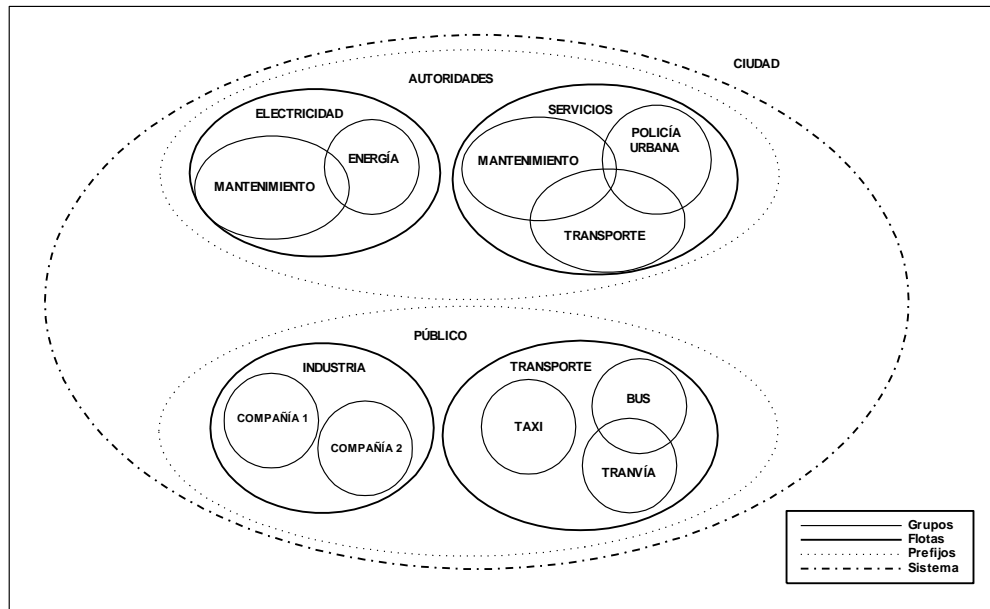 CIUDAD
AUTORIDADES
ELECTRICIDAD
ENERGÍA
MANTENIMIENTO
SERVICIOS
POLICÍA
URBANA
MANTENIMIENTO
TRANSPORTE
PÚBLICO
INDUSTRIA
COMPAÑÍA 1
COMPAÑÍA 2
TRANSPORTE
BUS
TAXI
TRANVÍA
Grupos
Flotas
Prefijos
Sistema